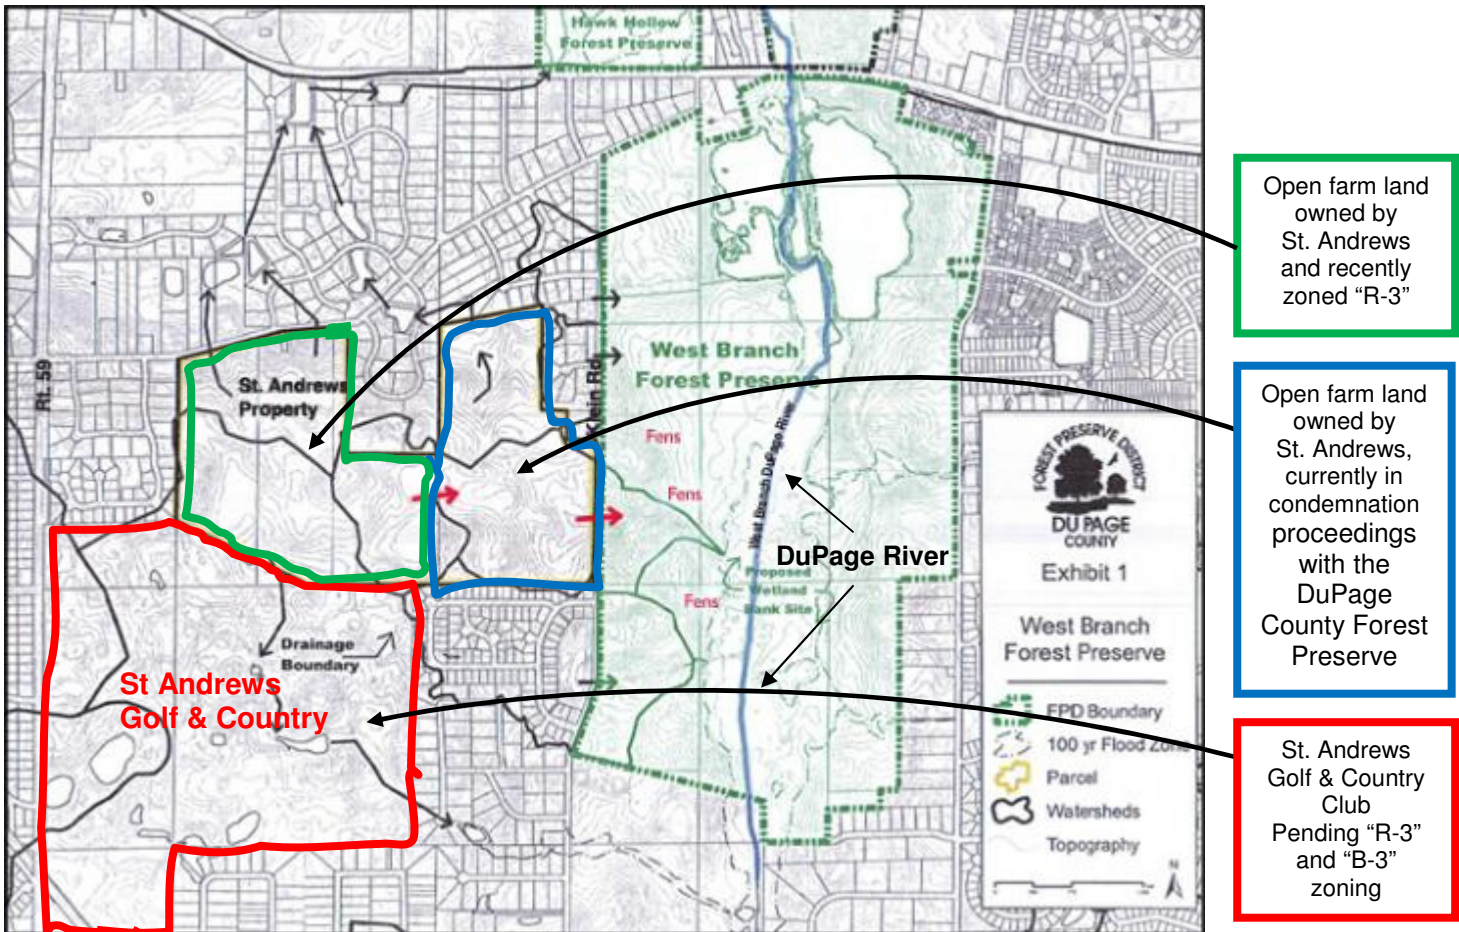 Hawk Hollow
Forest Preserve
Rt. 59
St. Andrews
Property
Klein Rd
West Branch
Forest Preserve
Fens
Fens
Fens
West Branch DuPage River
DuPage River
Proposed
Wetland
Bank Site
Drainage
Boundary
St Andrews
Golf & Country
FOREST PRESERVE DISTRICT
DU PAGE
COUNTY
Exhibit 1
West Branch
Forest Preserve
FPD Boundary
100 yr Flood Zone
Parcel
Watersheds
Topography
N
Open farm land
owned by
St. Andrews
and recently
zoned “R-3”
Open farm land
owned by
St. Andrews,
currently in
condemnation
proceedings
with the
DuPage
County Forest
Preserve
St. Andrews
Golf & Country
Club
Pending “R-3”
and “B-3”
zoning